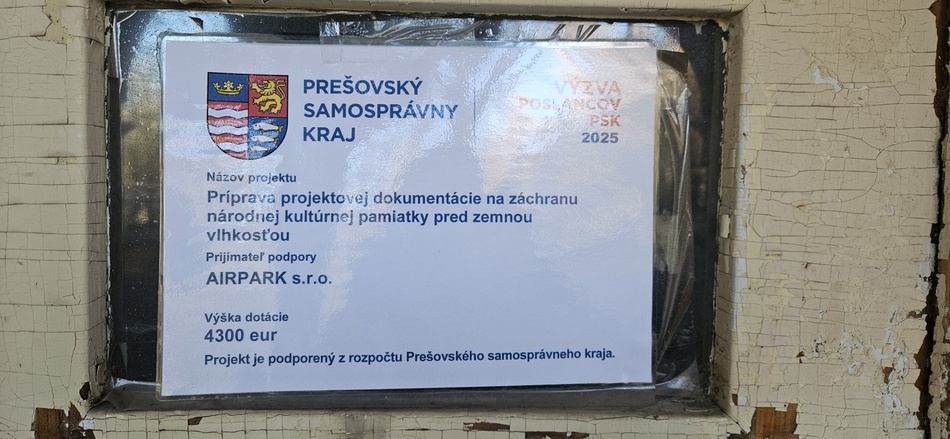 PREŠOVSKÝ
SAMOSPRÁVNY
KRAJ
VÝZVA
POSLANCOV
PSK
2025
Názov projektu
Príprava projektovej dokumentácie na záchranu
národnej kultúrnej pamiatky pred zemnou
vlhkosťou
Prijímateľ podpory
AIRPARK s.r.o.
Výška dotácie
4300 eur
Projekt je podporený z rozpočtu Prešovského samosprávneho kraja.